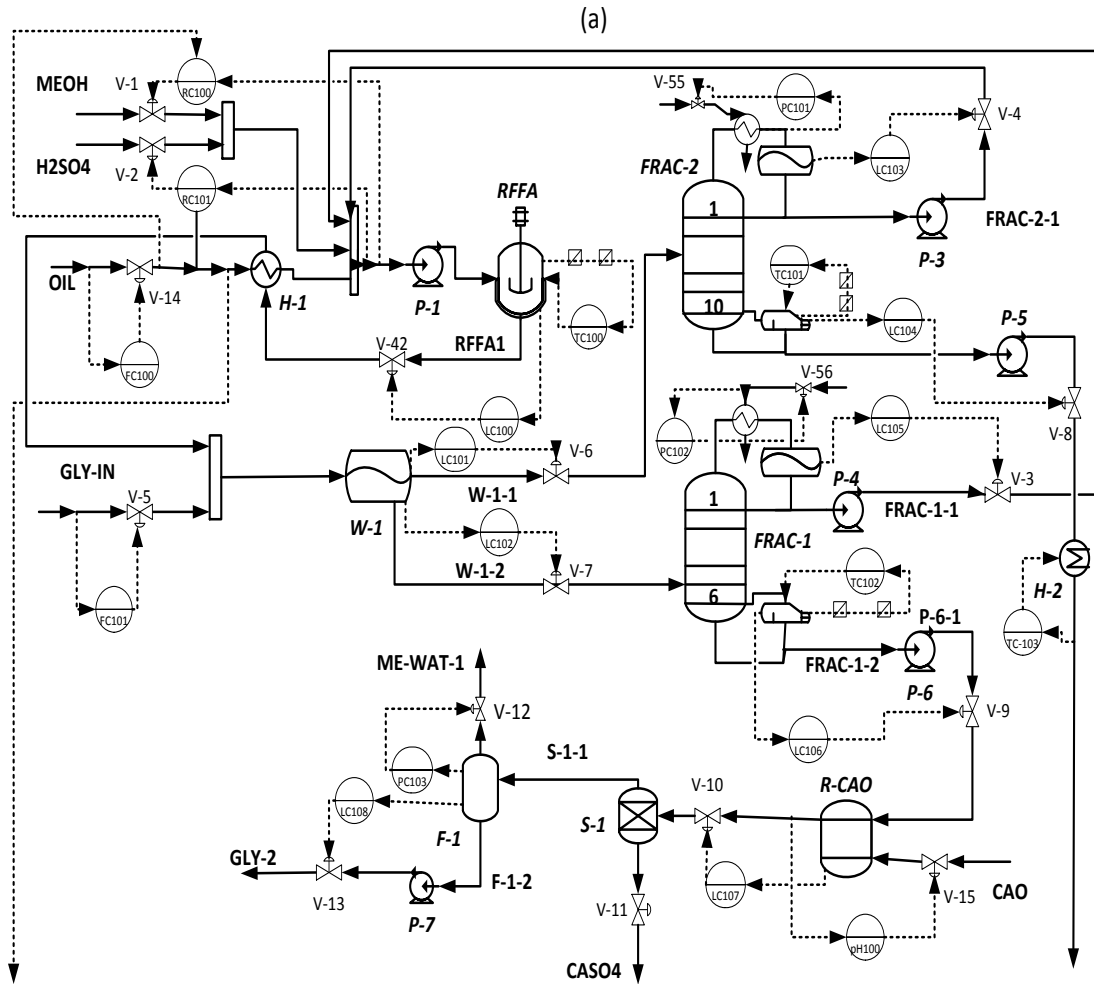 (a)
MEOH
V-1
RC100
H2SO4
V-2
RC101
OIL
V-14
FC100
H-1
P-1
RFFA
TC100
RFFA1
V-42
LC100
V-55
PC101
FRAC-2
1
10
LC103
V-4
P-3
FRAC-2-1
TC101
LC104
P-5
V-8
V-56
PC102
LC105
V-3
P-4
FRAC-1-1
1
6
FRAC-1
GLY-IN
V-5
FC101
W-1
LC101
V-6
W-1-1
LC102
V-7
W-1-2
TC102
P-6-1
FRAC-1-2
P-6
H-2
TC-103
V-9
LC106
ME-WAT-1
V-12
PC103
LC108
S-1-1
F-1
GLY-2
V-13
P-7
F-1-2
S-1
V-10
R-CAO
LC107
V-15
CAO
pH100
V-11
CASO4